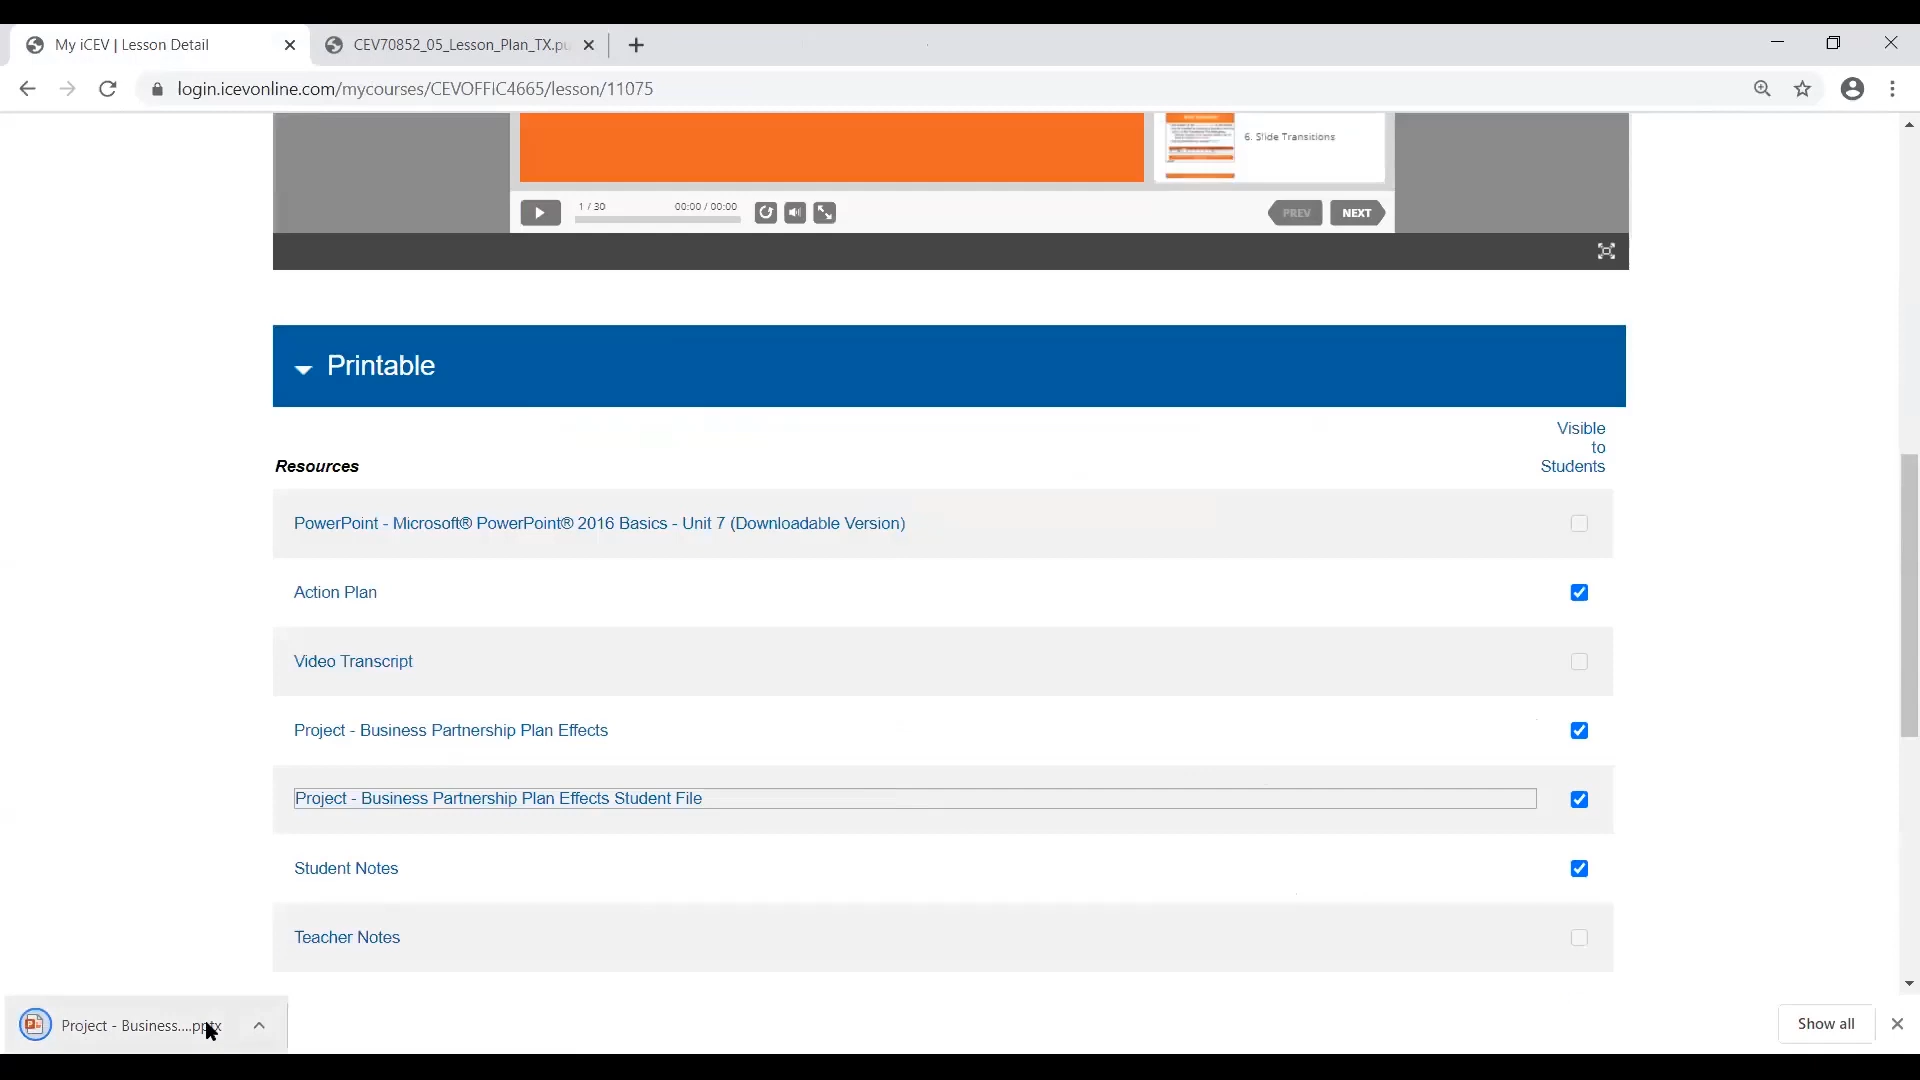 My iCEV | Lesson Detail
CEV70852_05_Lesson_Plan_TX.pu
login.icevonline.com/mycourses/CEVOFFIC4665/lesson/11075
6. Slide Transitions
1 / 30
00:00 / 00:00
PREV
NEXT
Printable
Visible
to
Students
Resources
PowerPoint - Microsoft® PowerPoint® 2016 Basics - Unit 7 (Downloadable Version)
Action Plan
Video Transcript
Project - Business Partnership Plan Effects
Project - Business Partnership Plan Effects Student File
Student Notes
Teacher Notes
Project - Business....pptx
Show all